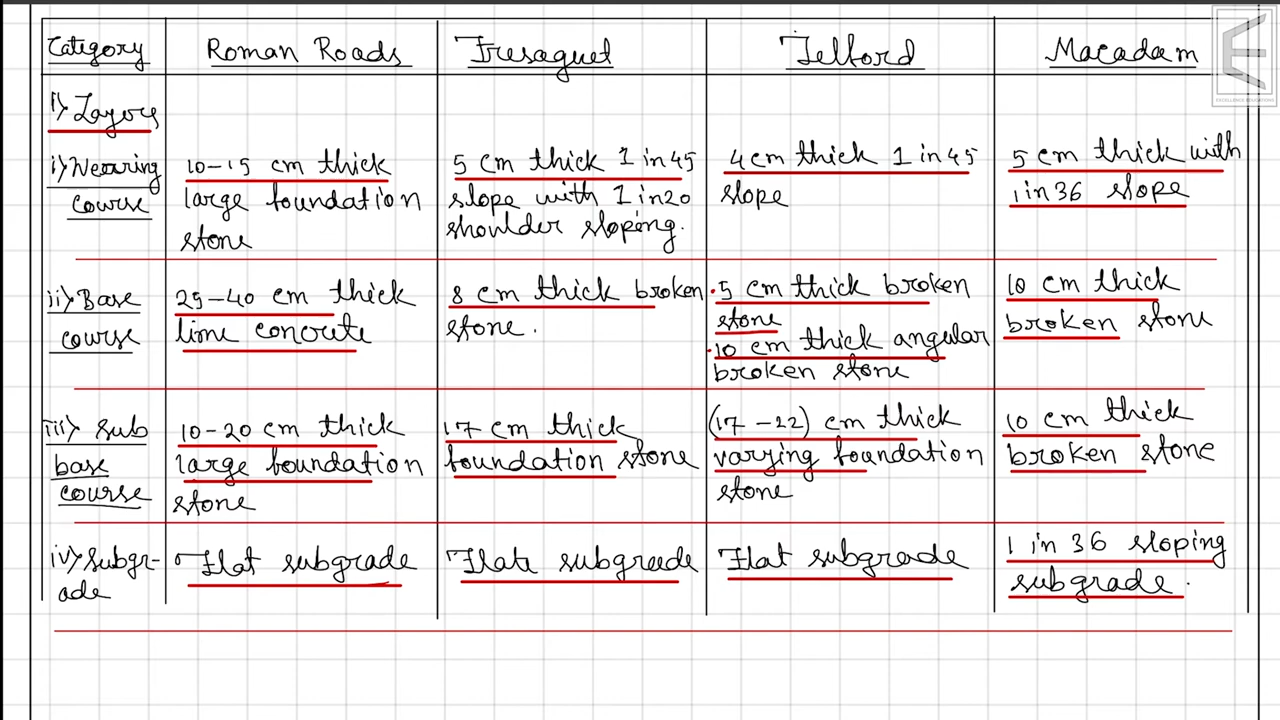 Category Roman Roads Tresaguet Telford Macadam
i) Layers
i) Wearing 10-15 cm thick 5 cm thick 1 in 45 4 cm thick 1 in 45 5 cm thick with
course large foundation slope with 1 in 20 slope 1 in 36 slope
stone shoulder sloping.
ii) Base 25-40 cm thick 8 cm thick broken • 5 cm thick broken 10 cm thick
course lime concrete stone. stone broken stone
• 10 cm thick angular
broken stone
iii) Sub 10-20 cm thick 17 cm thick (17-22) cm thick 10 cm thick
base large foundation foundation stone varying foundation broken stone
course stone stone
iv) Subgr- Flat subgrade Flate subgrade Flat subgrade 1 in 36 sloping
ade subgrade.
EXCELLENCE EDUCATIONS